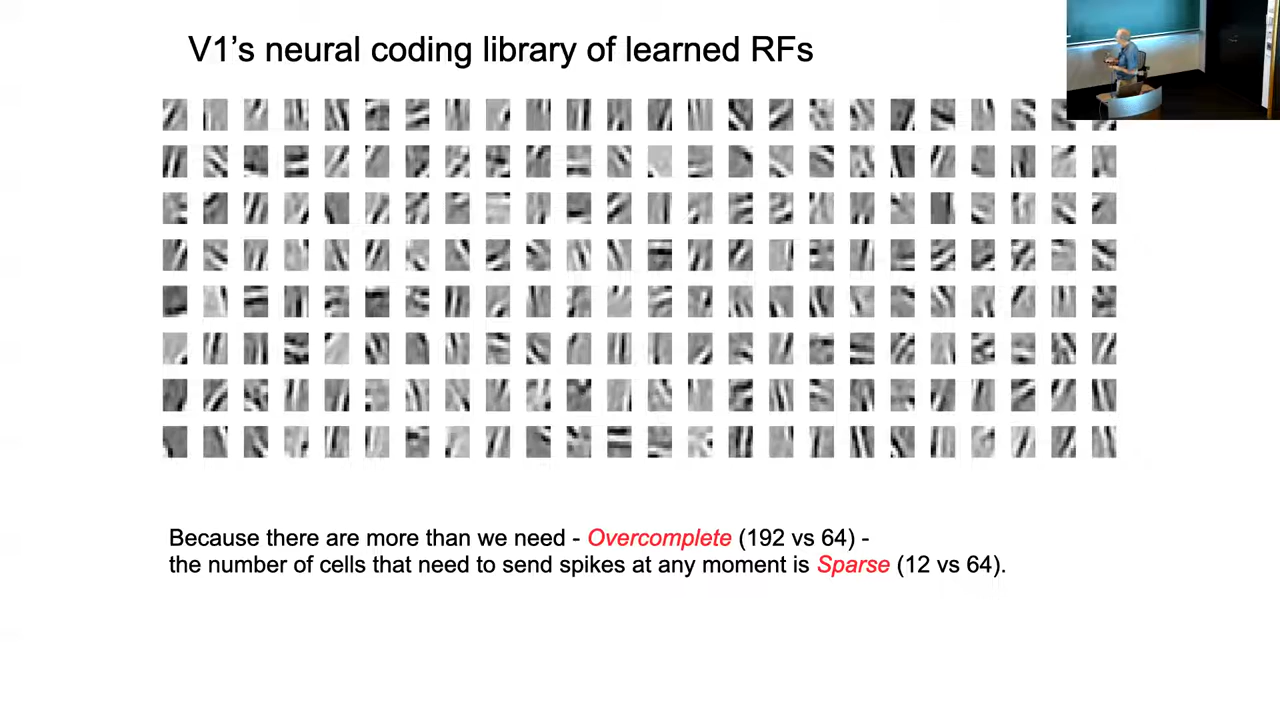 V1's neural coding library of learned RFs
Because there are more than we need - Overcomplete (192 vs 64) -
the number of cells that need to send spikes at any moment is Sparse (12 vs 64).